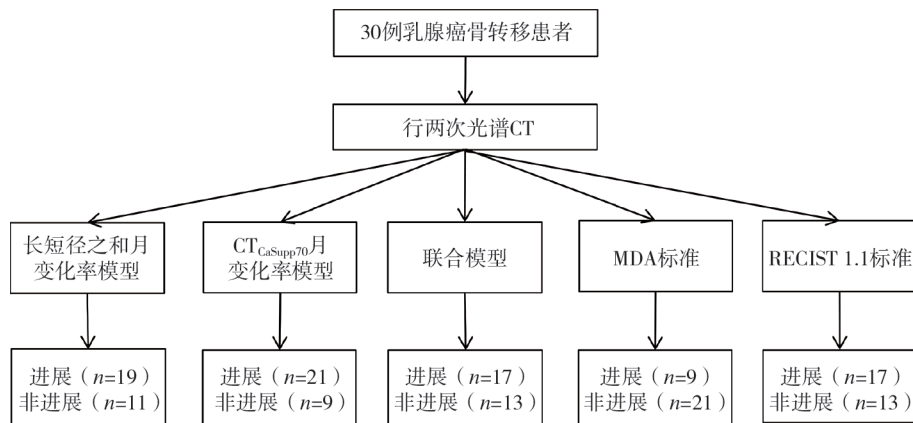 30例乳腺癌骨转移患者
行两次光谱CT
长短径之和月
变化率模型
CTCaSupp70月
变化率模型
联合模型
MDA标准
RECIST 1.1标准
进展（n=19）
非进展（n=11）
进展（n=21）
非进展（n=9）
进展（n=17）
非进展（n=13）
进展（n=9）
非进展（n=21）
进展（n=17）
非进展（n=13）